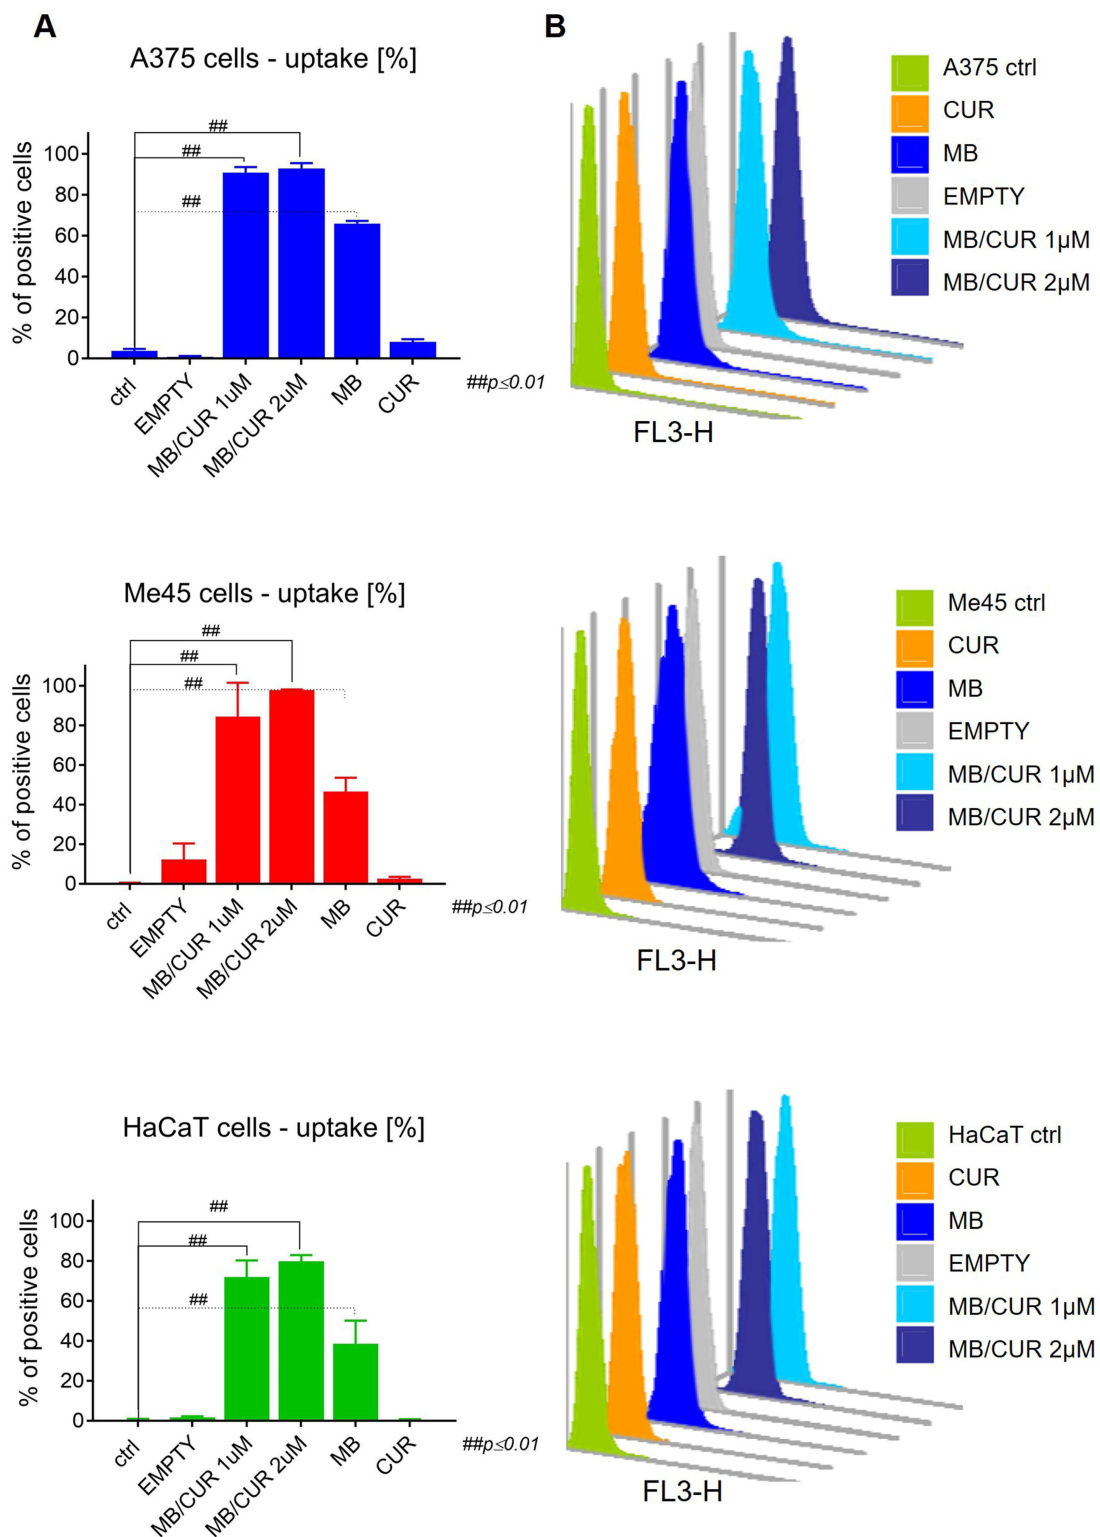 A
B
A375 cells - uptake [%]
% of positive cells
100
80
60
40
20
0
##
##
##
ctrl
EMPTY
MB/CUR 1uM
MB/CUR 2uM
MB
CUR
##p≤0.01
FL3-H
A375 ctrl
CUR
MB
EMPTY
MB/CUR 1µM
MB/CUR 2µM
Me45 cells - uptake [%]
% of positive cells
100
80
60
40
20
0
##
##
##
ctrl
EMPTY
MB/CUR 1uM
MB/CUR 2uM
MB
CUR
##p≤0.01
FL3-H
Me45 ctrl
CUR
MB
EMPTY
MB/CUR 1µM
MB/CUR 2µM
HaCaT cells - uptake [%]
% of positive cells
100
80
60
40
20
0
##
##
##
ctrl
EMPTY
MB/CUR 1uM
MB/CUR 2uM
MB
CUR
##p≤0.01
FL3-H
HaCaT ctrl
CUR
MB
EMPTY
MB/CUR 1µM
MB/CUR 2µM